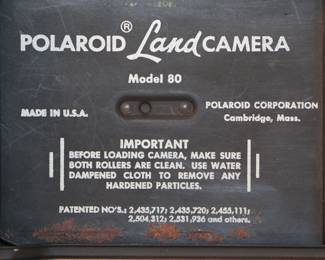 POLAROID® Land CAMERA
Model 80
MADE IN U.S.A.
POLAROID CORPORATION
Cambridge, Mass.
IMPORTANT
BEFORE LOADING CAMERA, MAKE SURE
BOTH ROLLERS ARE CLEAN. USE WATER
DAMPENED CLOTH TO REMOVE ANY
HARDENED PARTICLES.
PATENTED NO'S.: 2,435,717; 2,435,720; 2,455,111;
2,504,312; 2,531,936 and others.